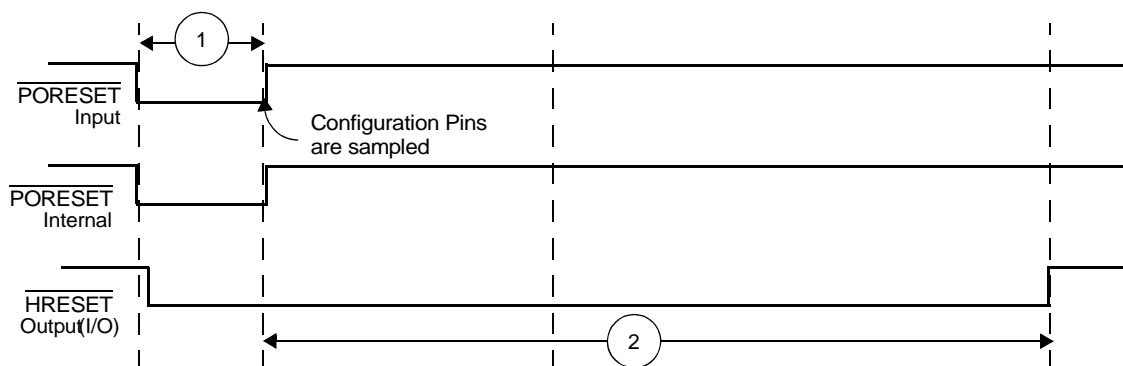 1
PORESET
Input
Configuration Pins
are sampled
PORESET
Internal
HRESET
Output(I/O)
2